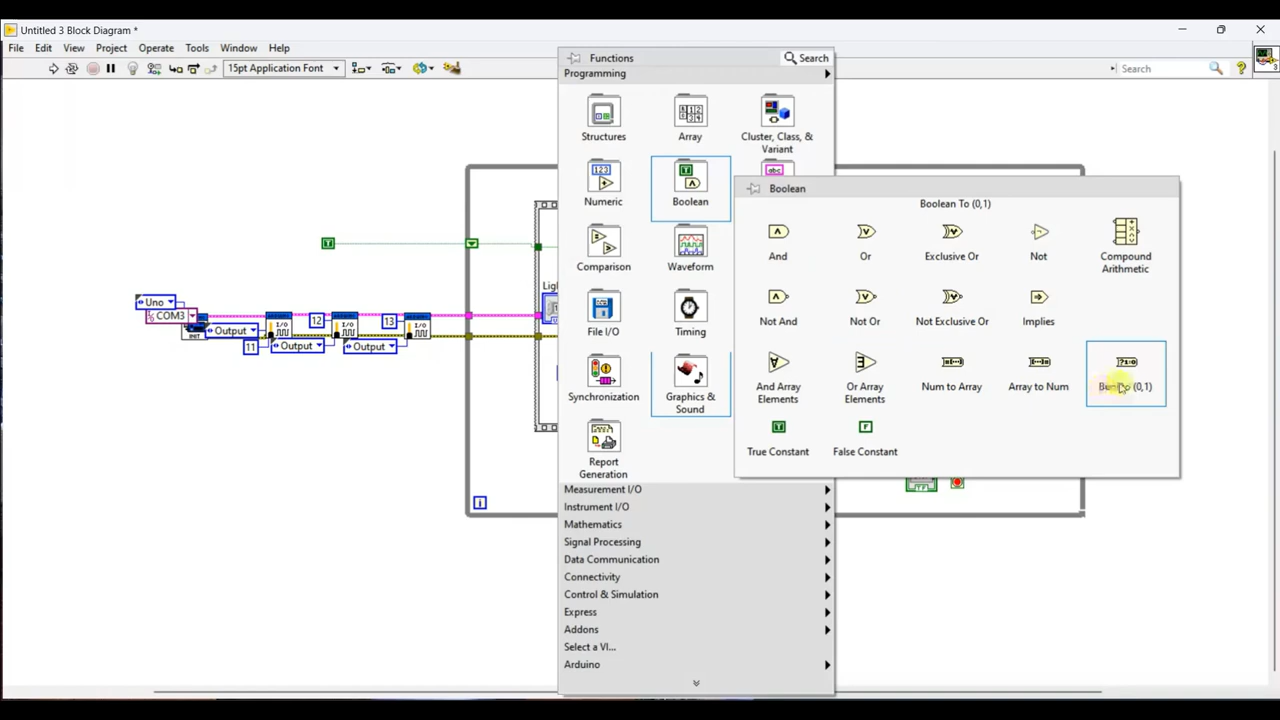 Untitled 3 Block Diagram *
File Edit View Project Operate Tools Window Help
15pt Application Font
Search
Functions
Search
Programming
Structures
Array
Cluster, Class, &
Variant
Numeric
Boolean
Comparison
Waveform
File I/O
Timing
Synchronization
Graphics &
Sound
Report
Generation
Measurement I/O
Instrument I/O
Mathematics
Signal Processing
Data Communication
Connectivity
Control & Simulation
Express
Addons
Select a VI...
Arduino
Boolean
Boolean To (0,1)
And
Or
Exclusive Or
Not
Compound
Arithmetic
Not And
Not Or
Not Exclusive Or
Implies
And Array
Elements
Or Array
Elements
Num to Array
Array to Num
(0,1)
True Constant
False Constant
Uno
COM3
Output
11
12
Output
13
Output